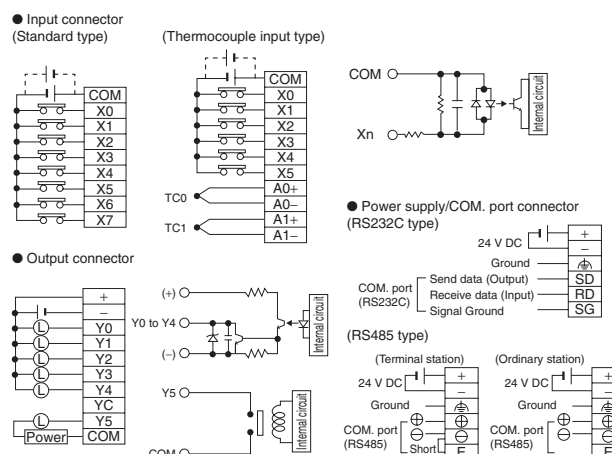 ● Input connector
(Standard type)
COM
X0
X1
X2
X3
X4
X5
X6
X7
(Thermocouple input type)
COM
X0
X1
X2
X3
X4
X5
A0+
A0−
A1+
A1−
TC0
TC1
COM
Xn
Internal circuit
● Output connector
+
−
Y0
Y1
Y2
Y3
Y4
YC
Y5
COM
L
L
L
L
L
L
Power
(+)
Y0 to Y4
(−)
Internal circuit
Y5
COM
Internal circuit
● Power supply/COM. port connector
(RS232C type)
24 V DC
+
−
Ground
COM. port
(RS232C)
Send data (Output)
SD
Receive data (Input)
RD
Signal Ground
SG
(RS485 type)
(Terminal station)
24 V DC
+
−
Ground
COM. port
(RS485)
+
−
+
−
Short
E
(Ordinary station)
24 V DC
+
−
Ground
COM. port
(RS485)
+
−
+
−
E